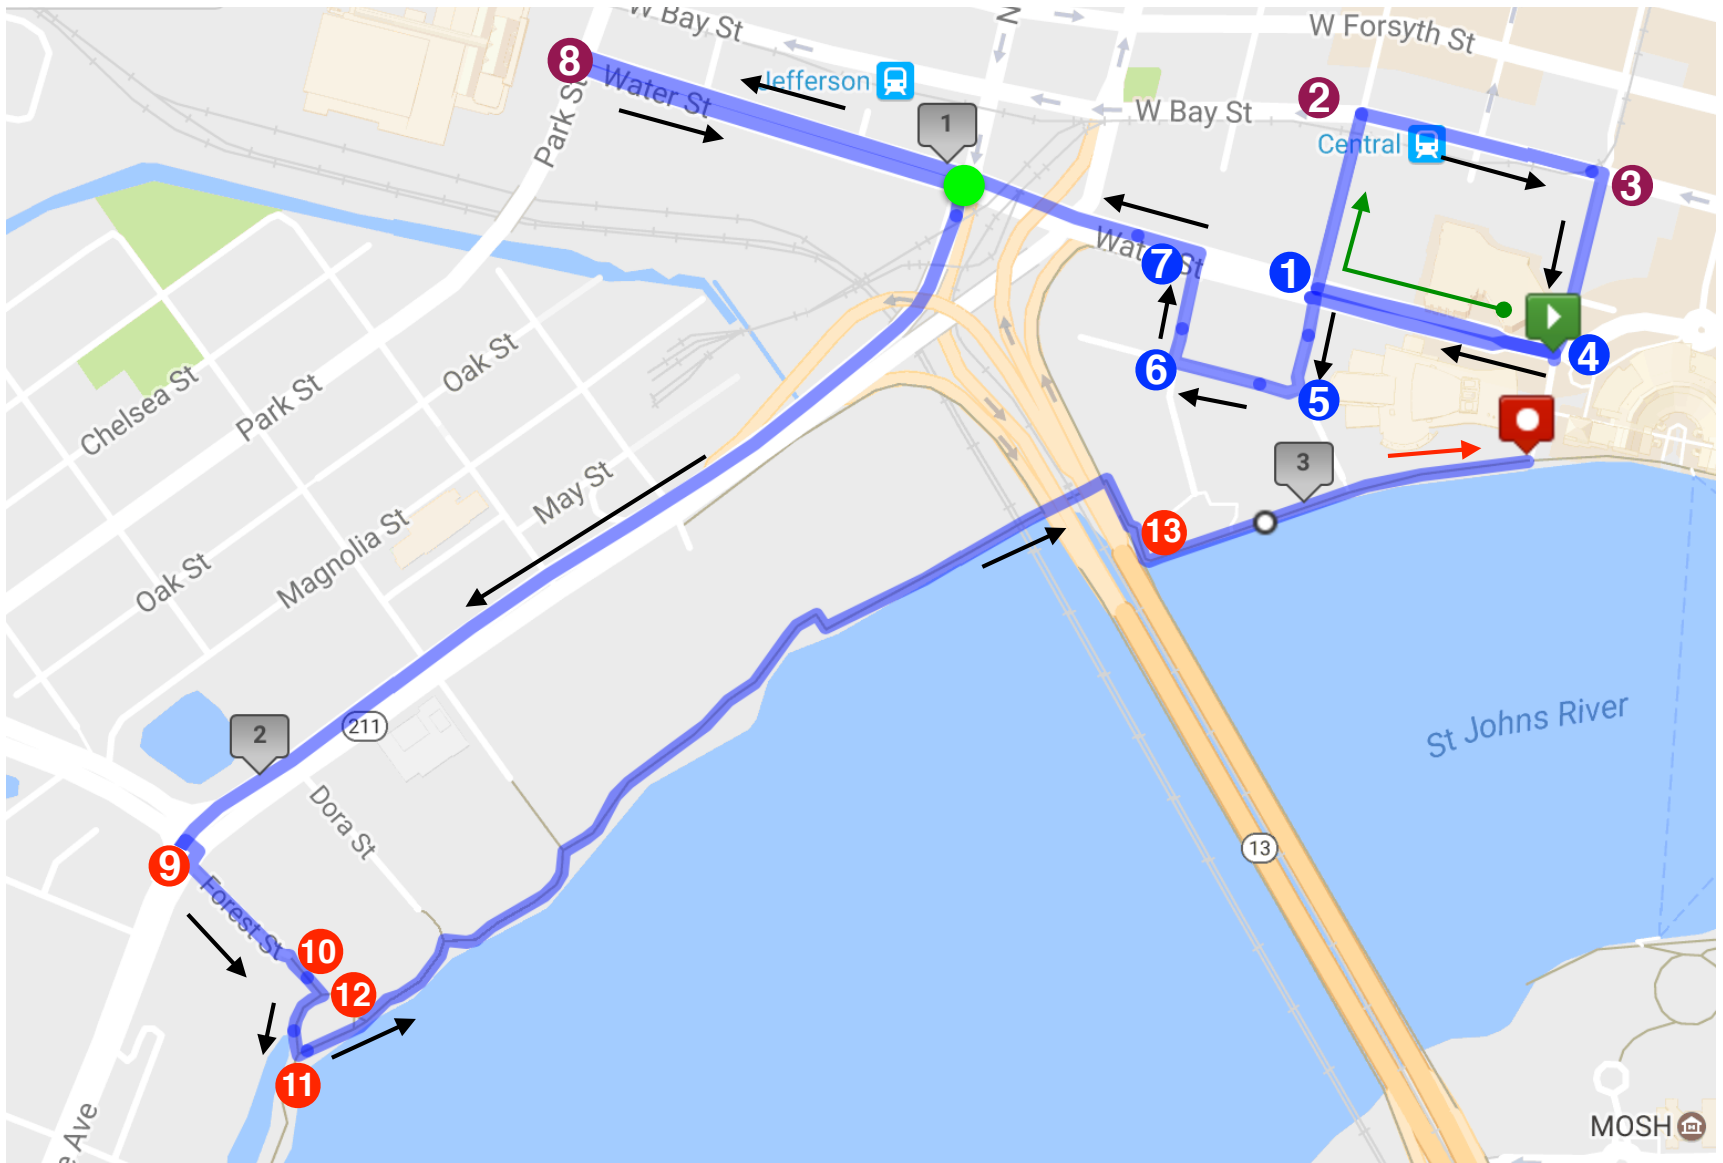 W Bay St
N
W Forsyth St
8
Water St
Jefferson
1
W Bay St
2
Central
3
Park St
Water St
7
1
4
6
5
Oak St
Chelsea St
Park St
3
May St
13
Magnolia St
Oak St
St Johns River
2
211
Dora St
13
9
Forest St
10
12
11
e Ave
MOSH